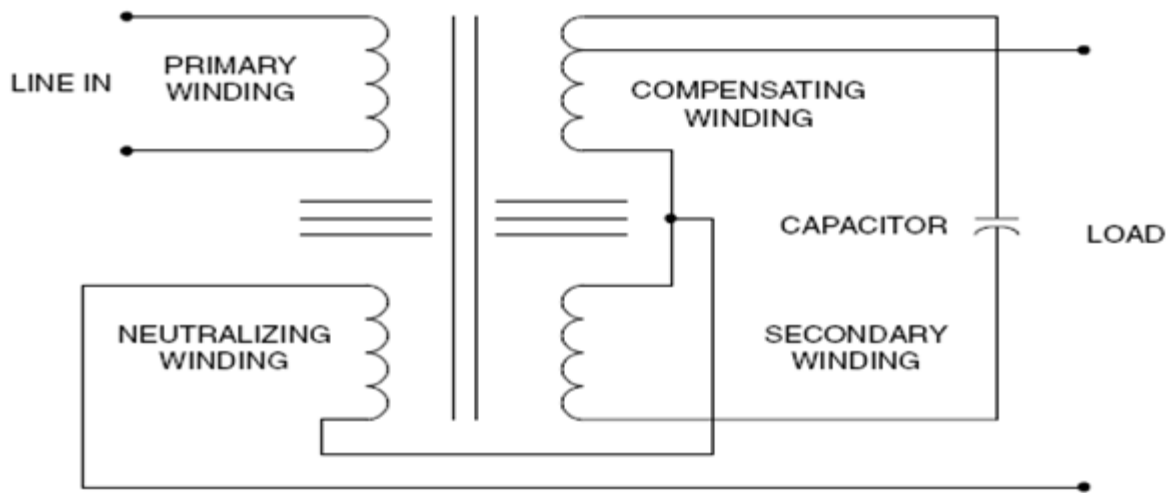 LINE IN
PRIMARY
WINDING
COMPENSATING
WINDING
CAPACITOR
LOAD
NEUTRALIZING
WINDING
SECONDARY
WINDING